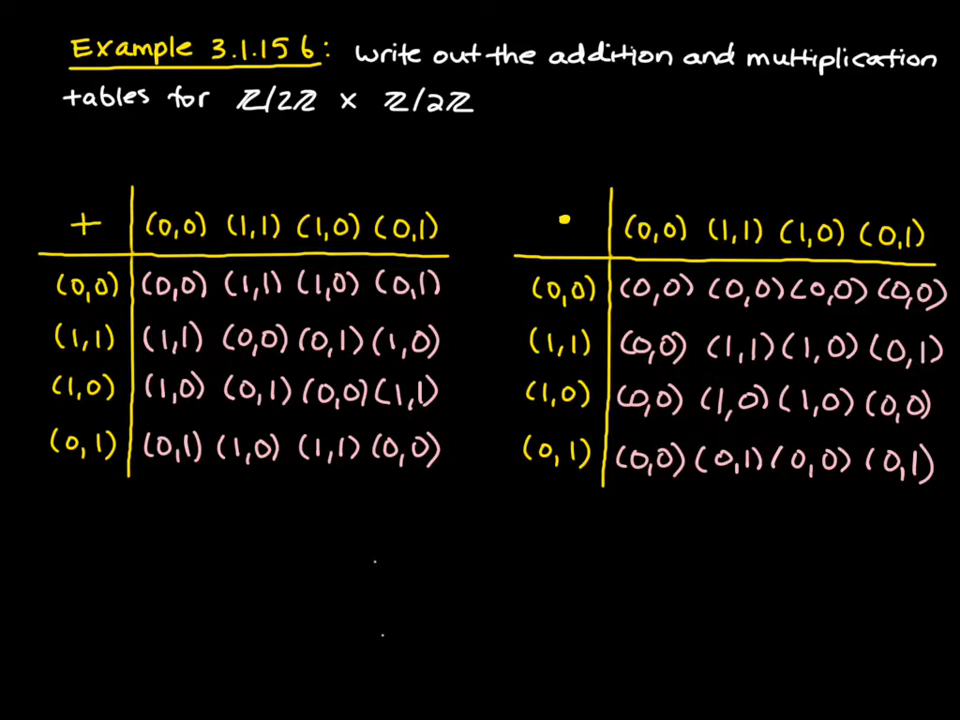 Example 3.1.15 6: Write out the addition and multiplication
tables for ℤ/2ℤ × ℤ/2ℤ
+ (0,0) (1,1) (1,0) (0,1)
(0,0) (0,0) (1,1) (1,0) (0,1)
(1,1) (1,1) (0,0) (0,1) (1,0)
(1,0) (1,0) (0,1) (0,0) (1,1)
(0,1) (0,1) (1,0) (1,1) (0,0)
· (0,0) (1,1) (1,0) (0,1)
(0,0) (0,0) (0,0) (0,0) (0,0)
(1,1) (0,0) (1,1) (1,0) (0,1)
(1,0) (0,0) (1,0) (1,0) (0,0)
(0,1) (0,0) (0,1) (0,0) (0,1)